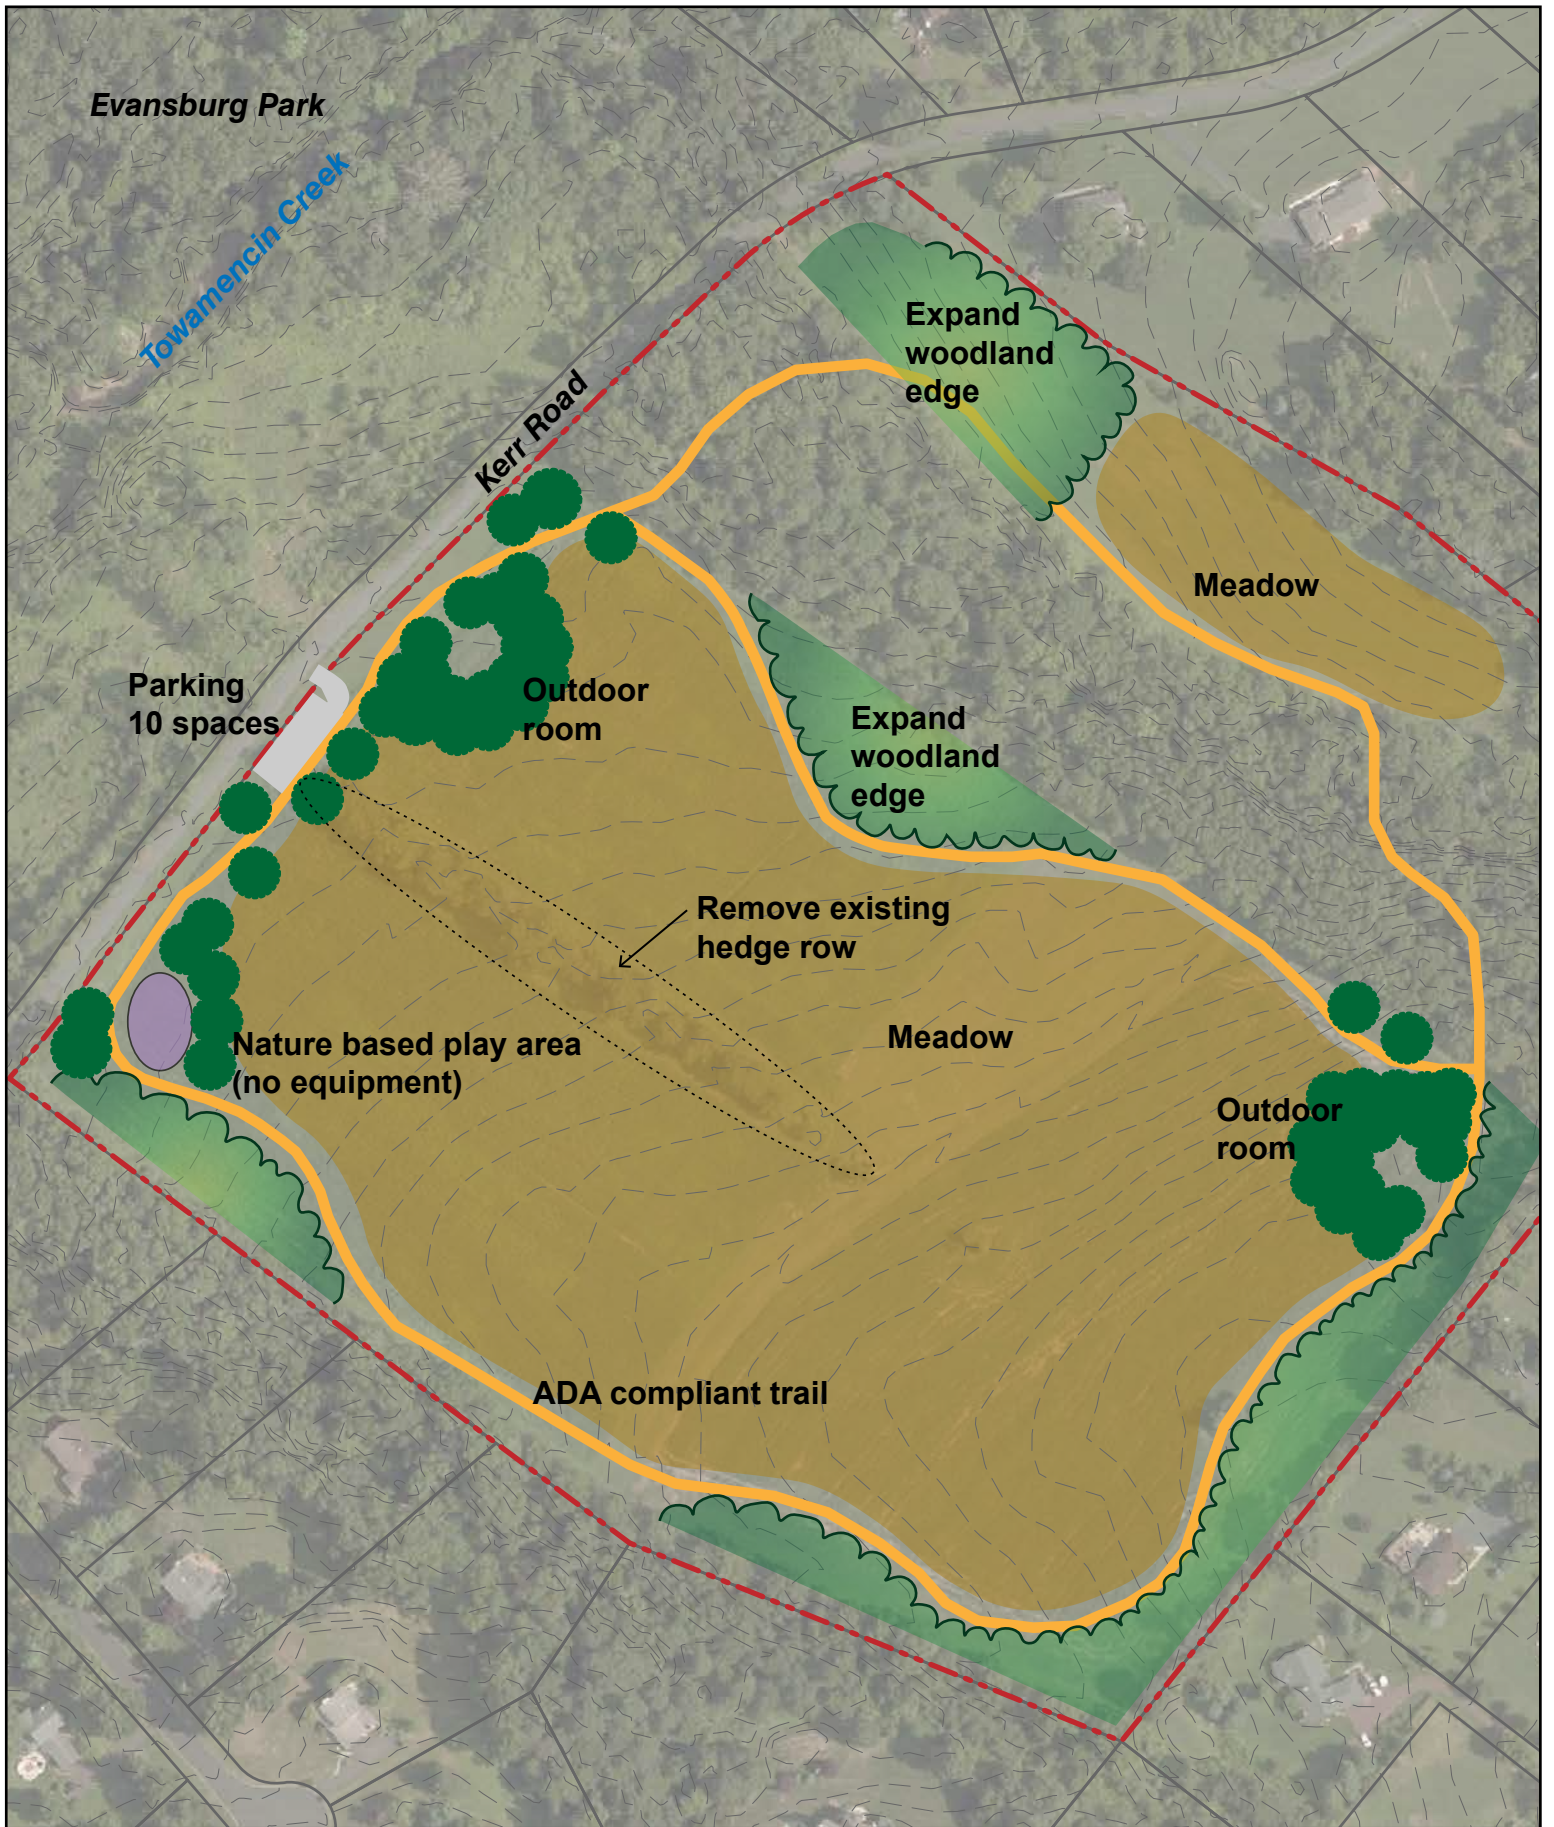 Evansburg Park
Towamencin Creek
Expand
woodland
edge
Kerr Road
Meadow
Parking
10 spaces
Outdoor
room
Expand
woodland
edge
Remove existing
hedge row
Meadow
Nature based play area
(no equipment)
Outdoor
room
ADA compliant trail